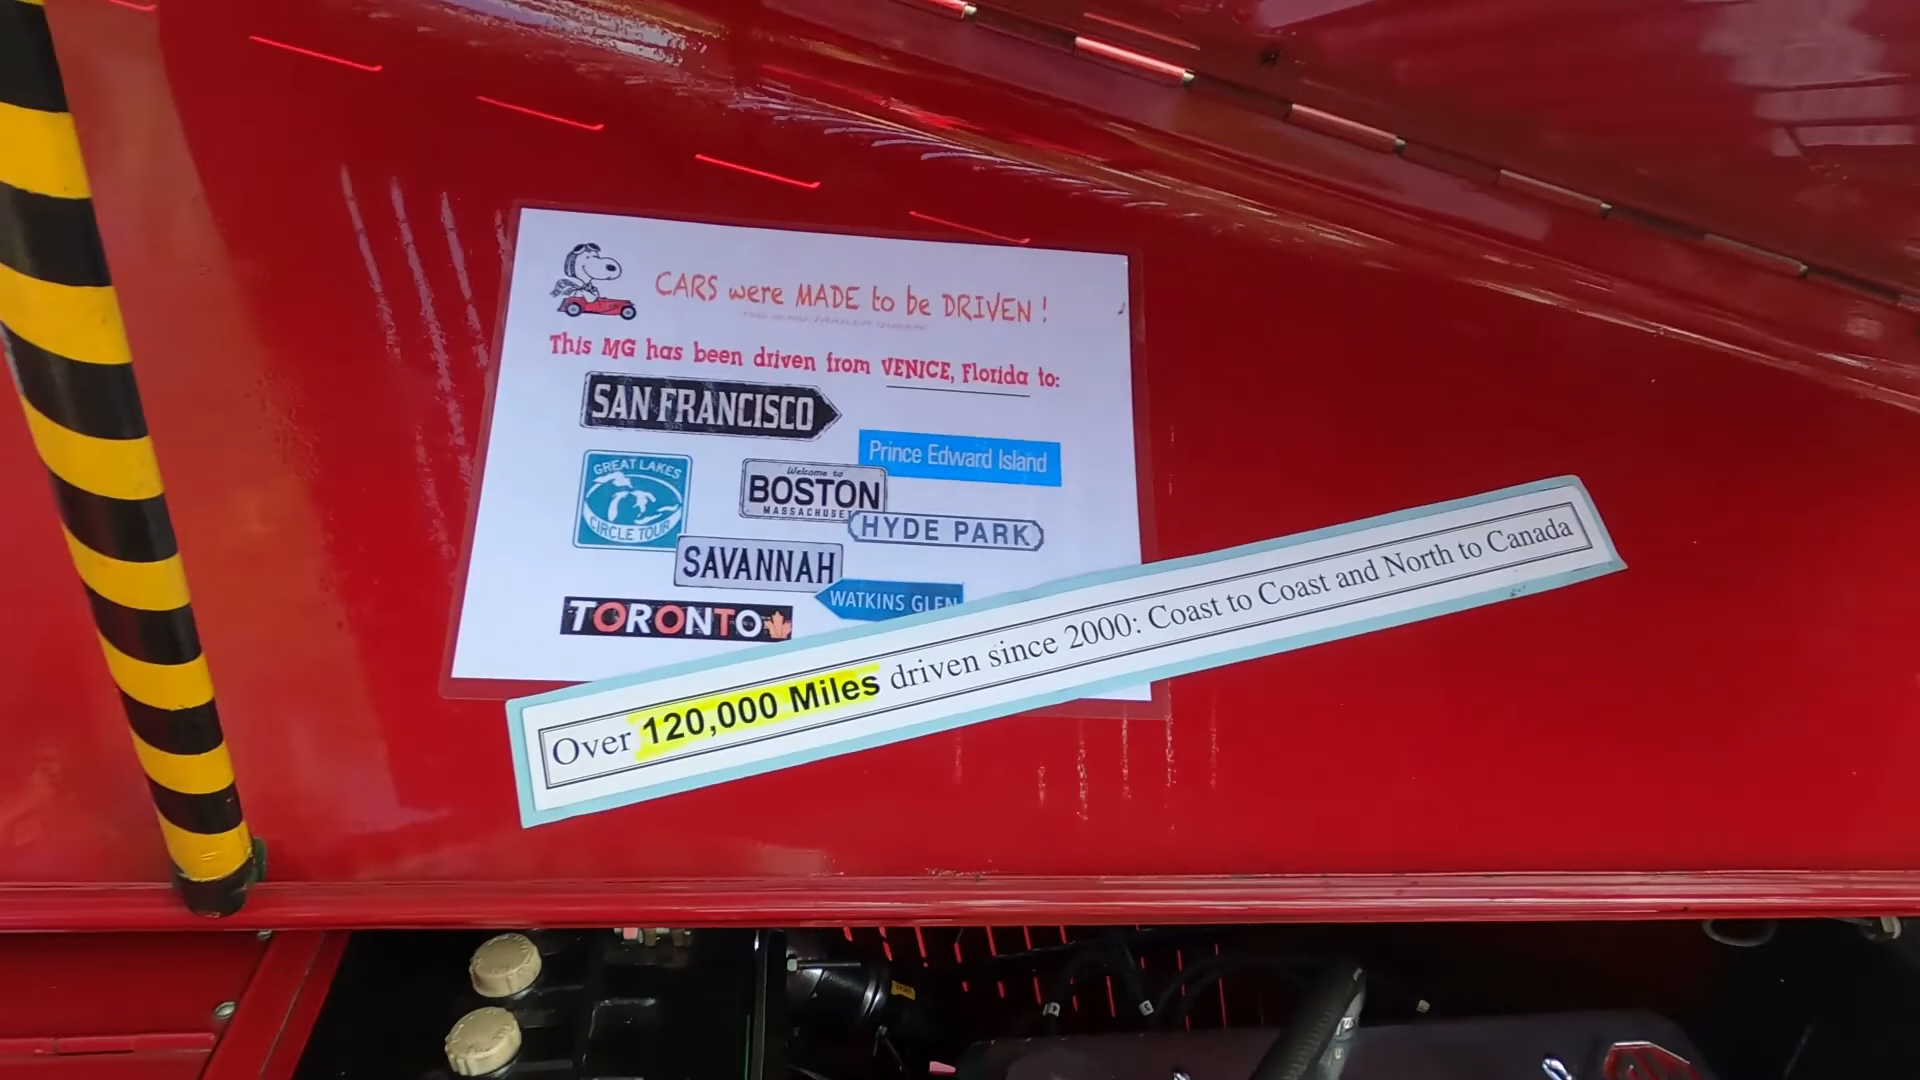 CARS were MADE to be DRIVEN !
This MG has been driven from VENICE, Florida to:
SAN FRANCISCO
Prince Edward Island
GREAT LAKES
CIRCLE TOUR
Welcome to
BOSTON
MASSACHUSET
HYDE PARK
SAVANNAH
WATKINS GLEN
TORONTO
Over 120,000 Miles driven since 2000: Coast to Coast and North to Canada